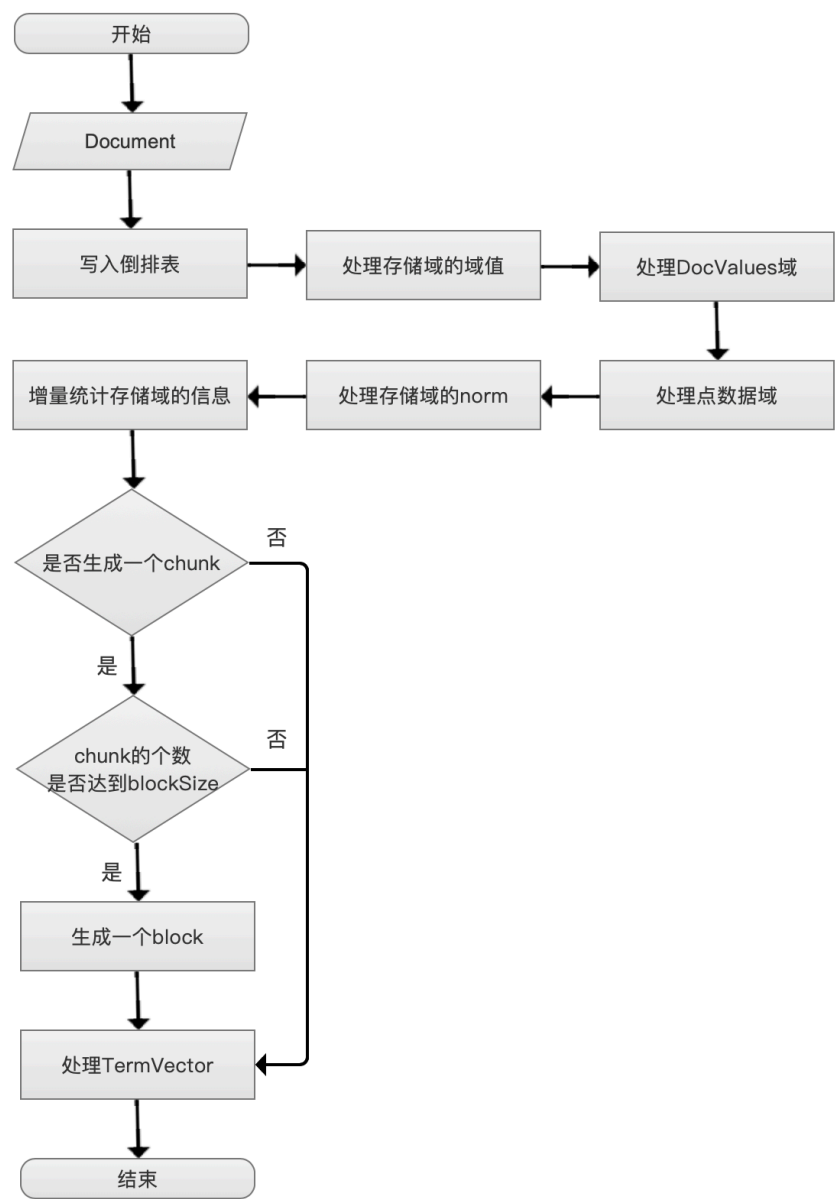 开始
Document
写入倒排表
处理存储域的域值
处理DocValues域
处理点数据域
处理存储域的norm
增量统计存储域的信息
是否生成一个chunk
否
是
chunk的个数
是否达到blockSize
否
是
生成一个block
处理TermVector
结束